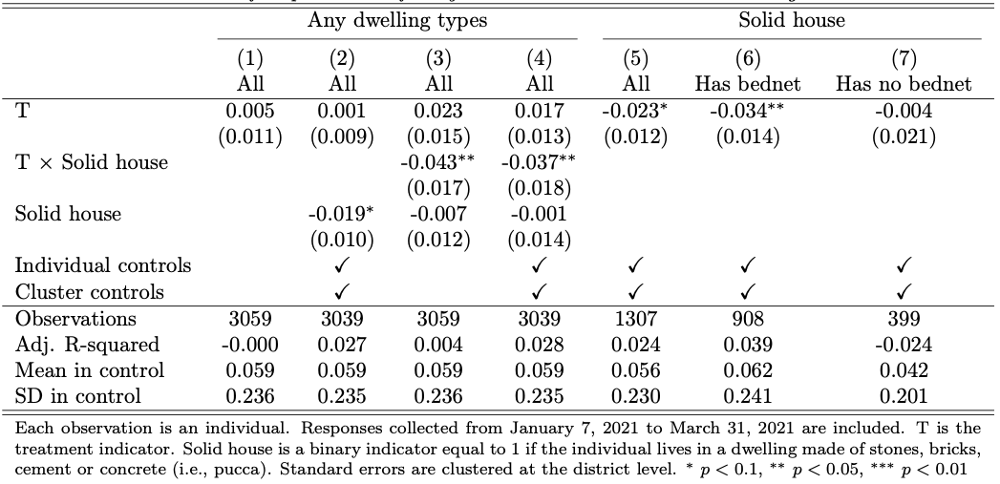 Any dwelling types Solid house
(1) (2) (3) (4) (5) (6) (7)
All All All All All Has bednet Has no bednet
T 0.005 0.001 0.023 0.017 -0.023* -0.034** -0.004
(0.011) (0.009) (0.015) (0.013) (0.012) (0.014) (0.021)
T × Solid house -0.043** -0.037**
(0.017) (0.018)
Solid house -0.019* -0.007 -0.001
(0.010) (0.012) (0.014)
Individual controls ✓ ✓ ✓ ✓ ✓
Cluster controls ✓ ✓ ✓ ✓ ✓
Observations 3059 3039 3059 3039 1307 908 399
Adj. R-squared -0.000 0.027 0.004 0.028 0.024 0.039 -0.024
Mean in control 0.059 0.059 0.059 0.059 0.056 0.062 0.042
SD in control 0.236 0.235 0.236 0.235 0.230 0.241 0.201
Each observation is an individual. Responses collected from January 7, 2021 to March 31, 2021 are included. T is the
treatment indicator. Solid house is a binary indicator equal to 1 if the individual lives in a dwelling made of stones, bricks,
cement or concrete (i.e., pucca). Standard errors are clustered at the district level. * p < 0.1, ** p < 0.05, *** p < 0.01